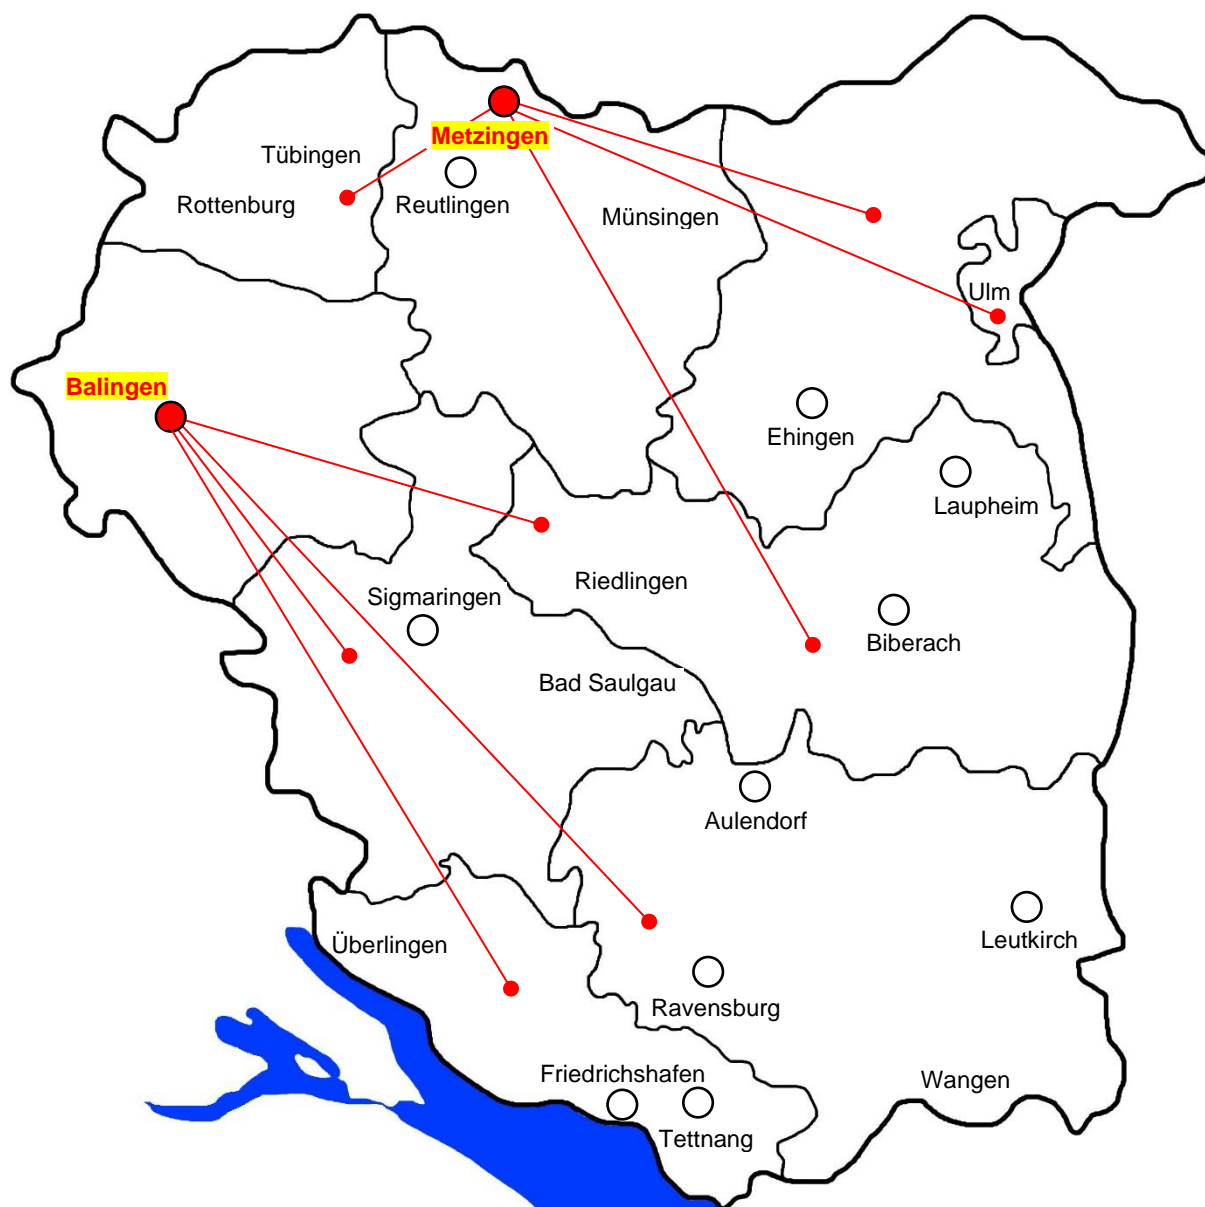 Metzingen
Tübingen
Rottenburg
Reutlingen
Münsingen
Ulm
Balingen
Ehingen
Laupheim
Riedlingen
Sigmaringen
Biberach
Bad Saulgau
Aulendorf
Überlingen
Leutkirch
Ravensburg
Friedrichshafen
Wangen
Tettnang